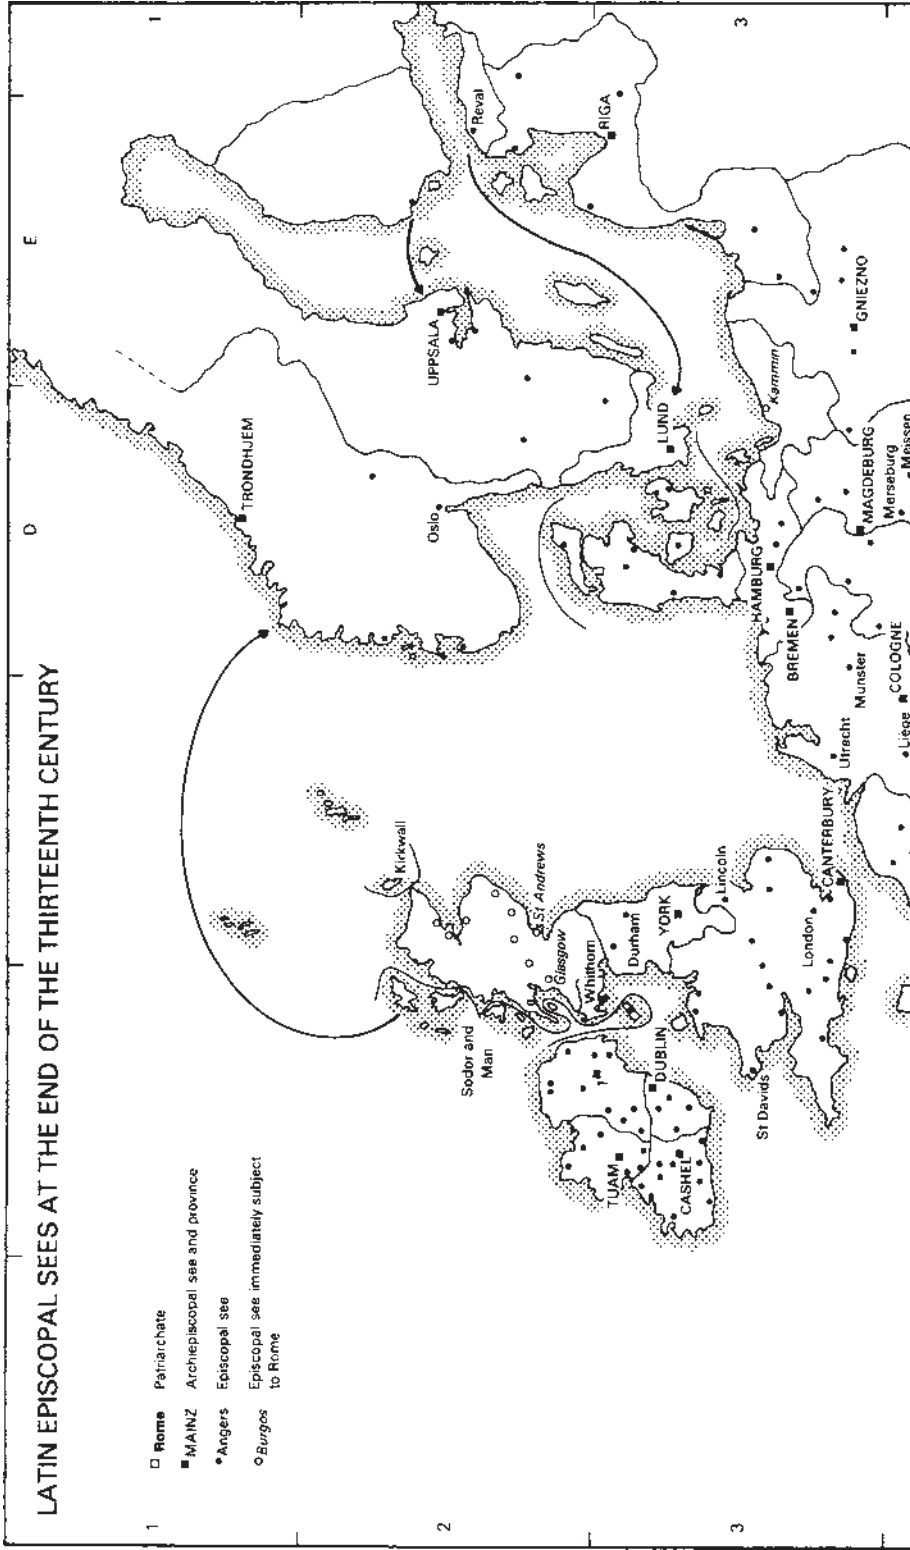 LATIN EPISCOPAL SEES AT THE END OF THE THIRTEENTH CENTURY
Rome Patriarchate
MAINZ Archiepiscopal see and province
Angers Episcopal see
Burgos Episcopal see immediately subject
to Rome
D
E
1
2
3
1
3
TRONDHJEM
Oslo
UPPSALA
Reval
RIGA
LUND
Kirkwall
Sodor and
Man
St Andrews
Glasgow
Whithorn
Durham
YORK
Lincoln
TUAM
DUBLIN
CASHEL
St Davids
London
CANTERBURY
HAMBURG
BREMEN
Utrecht
Munster
Liege
COLOGNE
Kammin
GNIEZNO
MAGDEBURG
Merseburg
Meissen